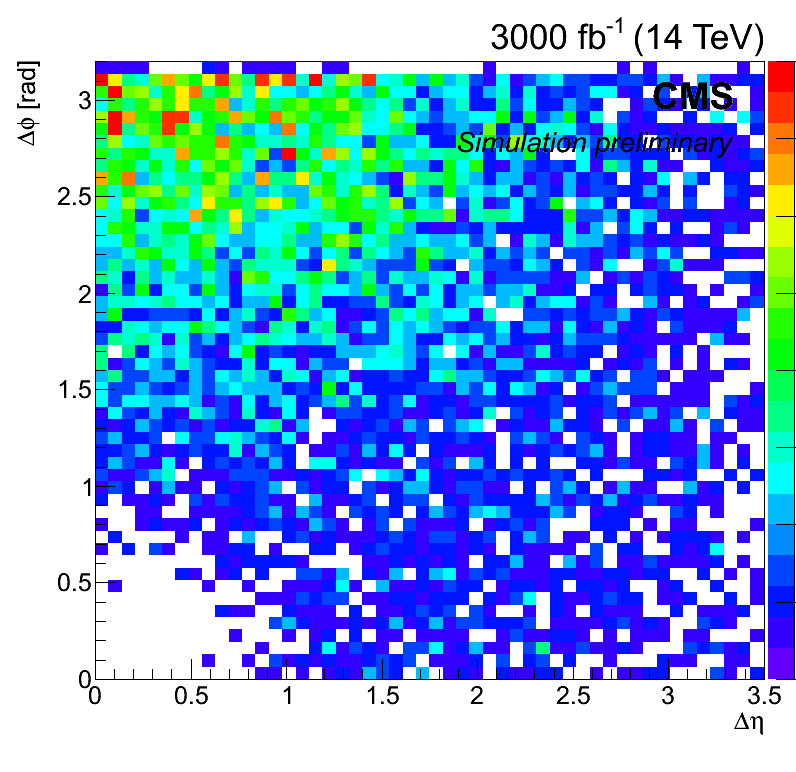 3000 fb⁻¹ (14 TeV)
CMS
Simulation preliminary
Δϕ [rad]
3
2.5
2
1.5
1
0.5
0
0 0.5 1 1.5 2 2.5 3 3.5
Δη